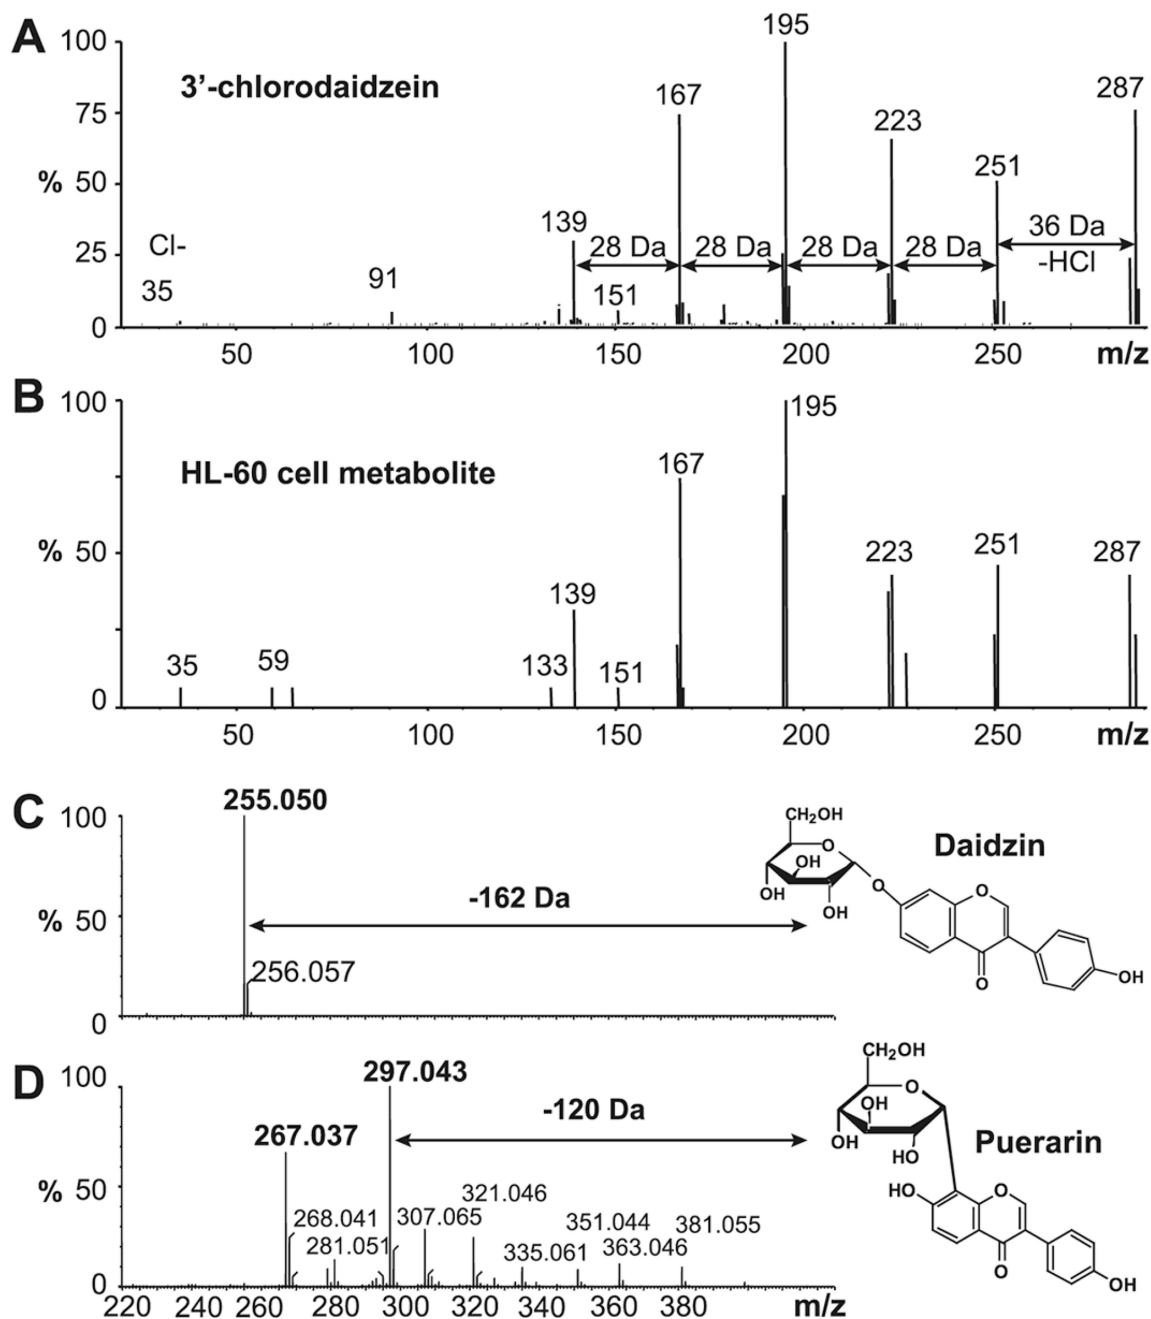 A
3’-chlorodaidzein
100
75
% 50
25
0
Cl-
35
91
139
151
167
195
223
251
287
28 Da
28 Da
28 Da
28 Da
36 Da
-HCl
50 100 150 200 250 m/z
B
HL-60 cell metabolite
100
% 50
0
35
59
133
139
151
167
195
223
251
287
50 100 150 200 250 m/z
C
100
% 50
0
255.050
256.057
-162 Da
Daidzin
CH2OH
O
OH
OH
OH
O
O
O
OH
D
100
% 50
0
297.043
267.037
268.041
281.051
307.065
321.046
335.061
351.044
363.046
381.055
-120 Da
Puerarin
CH2OH
O
OH
OH
HO
HO
O
O
OH
220 240 260 280 300 320 340 360 380 m/z